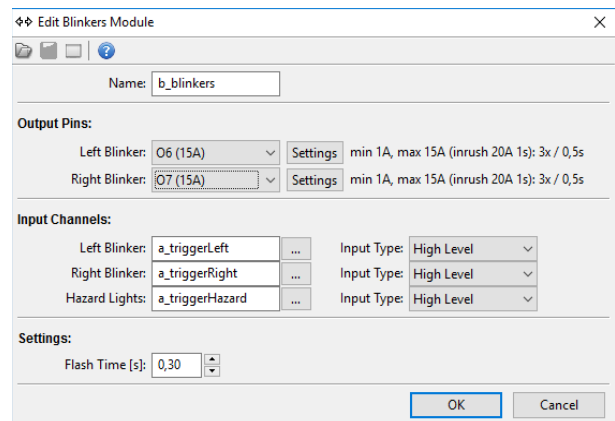 Edit Blinkers Module
Name: b_blinkers
Output Pins:
Left Blinker: O6 (15A) Settings min 1A, max 15A (inrush 20A 1s): 3x / 0,5s
Right Blinker: O7 (15A) Settings min 1A, max 15A (inrush 20A 1s): 3x / 0,5s
Input Channels:
Left Blinker: a_triggerLeft ... Input Type: High Level
Right Blinker: a_triggerRight ... Input Type: High Level
Hazard Lights: a_triggerHazard ... Input Type: High Level
Settings:
Flash Time [s]: 0,30
OK Cancel